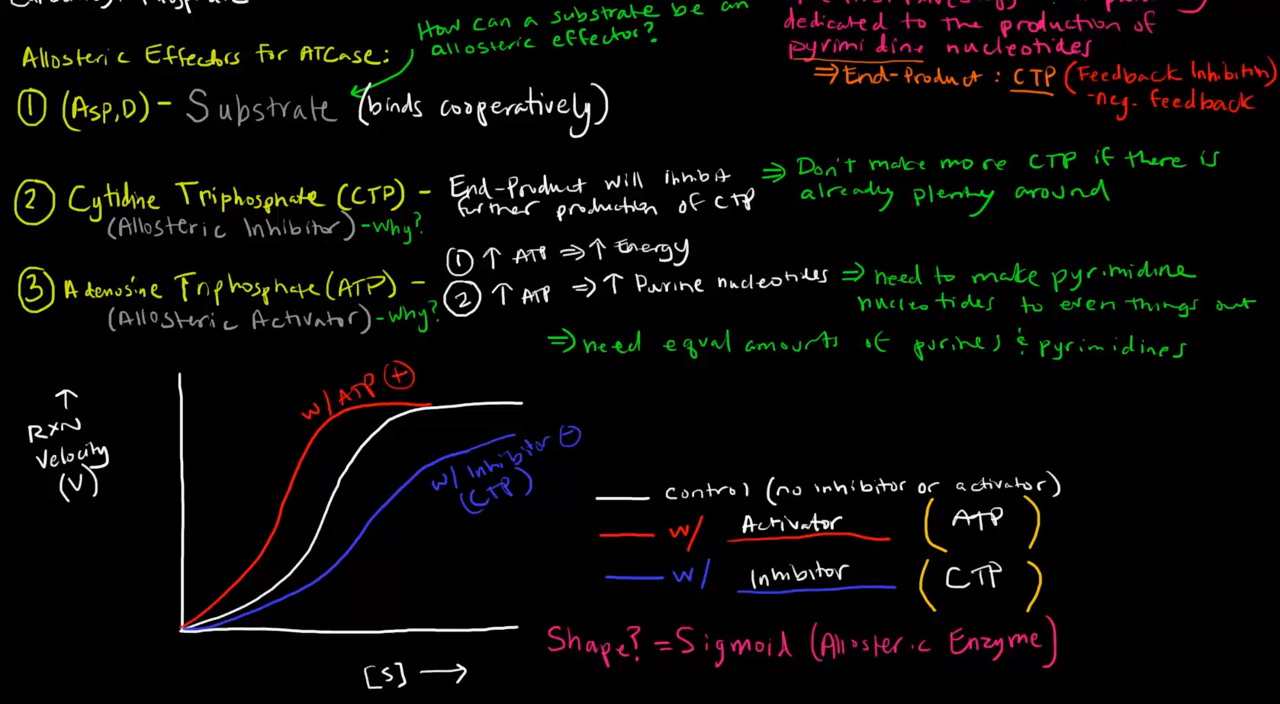 Allosteric Effectors for ATCase:
How can a substrate be an
allosteric effector?
dedicated to the production of
pyrimidine nucleotides
⇒ End-Product : CTP (Feedback Inhibitn)
-neg. feedback
① (Asp, D) - Substrate (binds cooperatively)
② Cytidine Triphosphate (CTP) - End-Product will inhibit
further production of CTP
⇒ Don't make more CTP if there is
already plenty around
(Allosteric Inhibitor) - Why?
③ Adenosine Triphosphate (ATP) -
(Allosteric Activator) - Why?
① ↑ ATP ⇒ ↑ Energy
② ↑ ATP ⇒ ↑ Purine nucleotides ⇒ need to make pyrimidine
nucleotides to even things out
⇒ need equal amounts of purines & pyrimidines
↑
RXN
Velocity
(V)
w/ ATP +
w/ Inhibitor -
(CTP)
[S] →
control (no inhibitor or activator)
w/ Activator (ATP)
w/ Inhibitor (CTP)
Shape? = Sigmoid (Allosteric Enzyme)